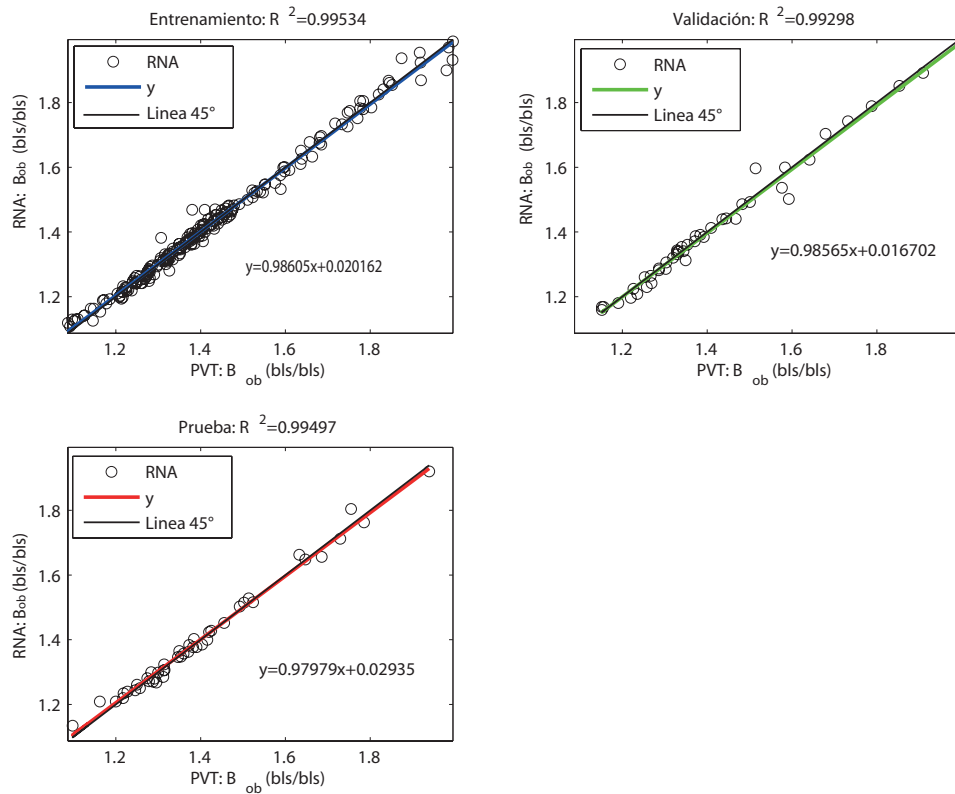 Entrenamiento: R ²=0.99534
RNA
y
Linea 45°
1.8
1.6
1.4
1.2
RNA: Bob (bls/bls)
y=0.98605x+0.020162
1.2 1.4 1.6 1.8
PVT: B ob (bls/bls)
Validación: R ²=0.99298
RNA
y
Linea 45°
1.8
1.6
1.4
1.2
RNA: Bob (bls/bls)
y=0.98565x+0.016702
1.2 1.4 1.6 1.8
PVT: B ob (bls/bls)
Prueba: R ²=0.99497
RNA
y
Linea 45°
1.8
1.6
1.4
1.2
RNA: Bob (bls/bls)
y=0.97979x+0.02935
1.2 1.4 1.6 1.8
PVT: B ob (bls/bls)